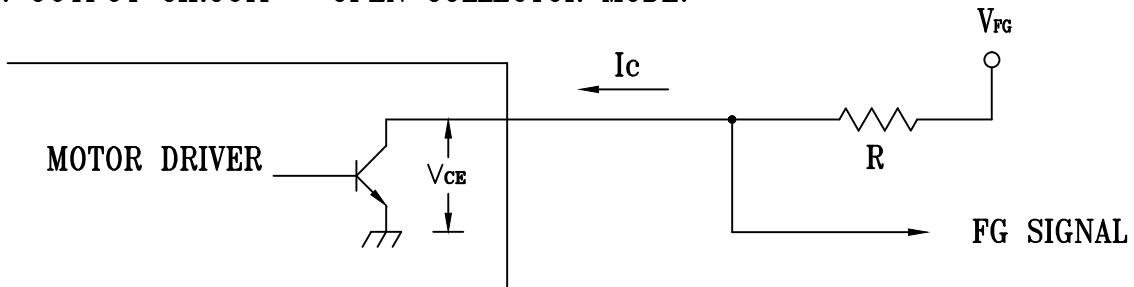 OUTPUT CIRCUIT OPEN COLLECTOR MODE:
VFG
Ic
MOTOR DRIVER
VCE
R
FG SIGNAL